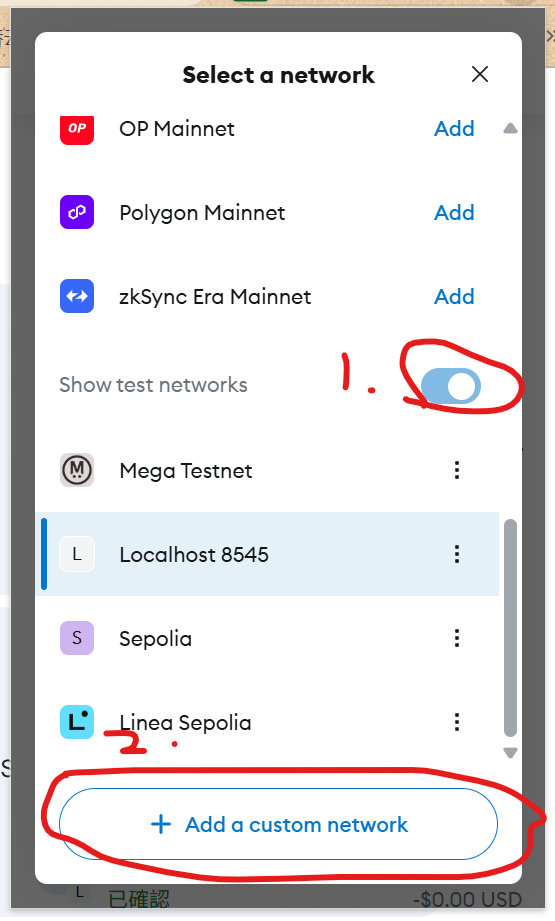 Select a network
OP
OP Mainnet
Add
Polygon Mainnet
Add
zkSync Era Mainnet
Add
Show test networks
1.
M
Mega Testnet
L
Localhost 8545
S
Sepolia
L
Linea Sepolia
2.
+ Add a custom network
L
已確認
-$0.00 USD